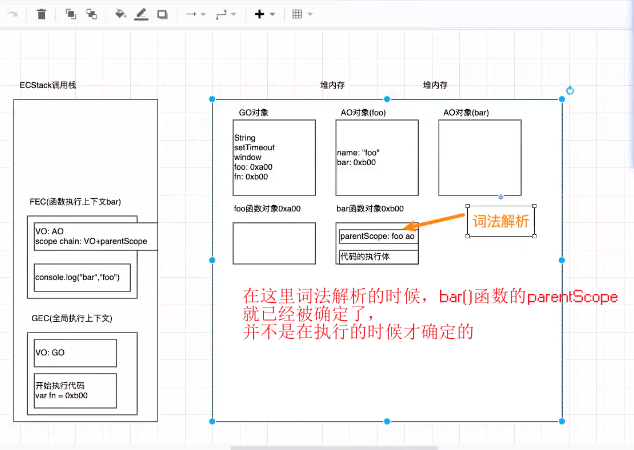 ECStack调用栈
堆内存
堆内存
GO对象
AO对象(foo)
AO对象(bar)
String
setTimeout
window
foo: 0xa00
fn: 0xb00
name: "foo"
bar: 0xb00
FEC(函数执行上下文bar)
foo函数对象0xa00
bar函数对象0xb00
VO: AO
scope chain: VO+parentScope
parentScope: foo ao
词法解析
代码的执行体
console.log("bar","foo")
在这里词法解析的时候，bar()函数的parentScope
就已经被确定了，
并不是在执行的时候才确定的
GEC(全局执行上下文)
VO: GO
开始执行代码
var fn = 0xb00